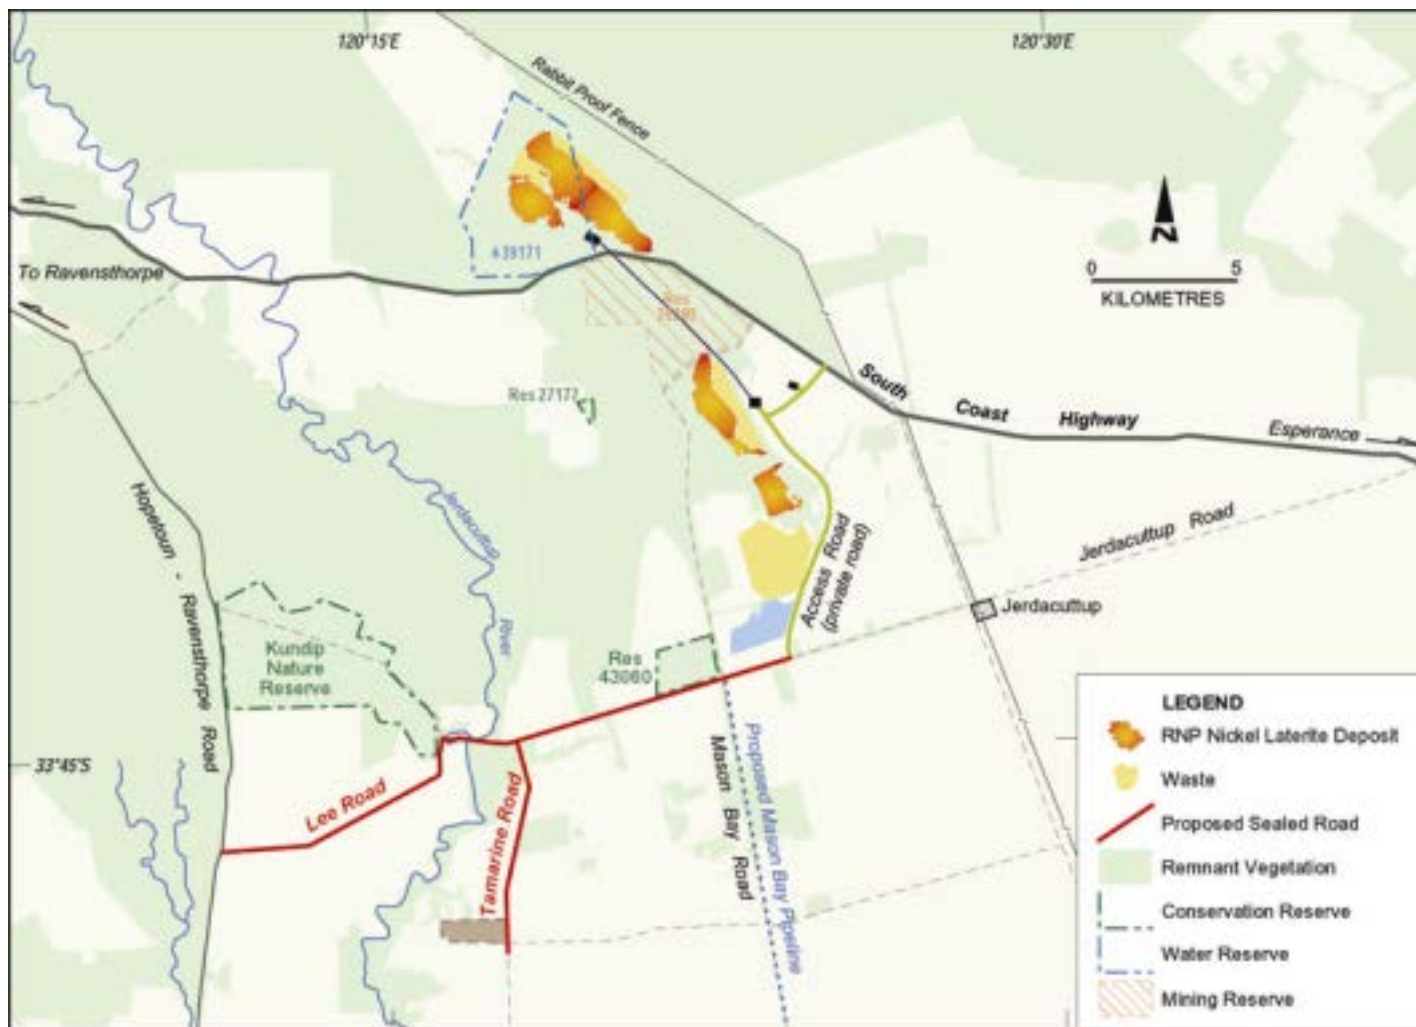 120°15'E
120°30'E
Rabbit Proof Fence
N
0 5
KILOMETRES
To Ravensthorpe
Res
South Coast Highway
Esperance
Res 27177
Hopetoun - Ravensthorpe Road
Jerdacuttup River
Access Road
(private road)
Jerdacuttup Road
Jerdacuttup
Kundip
Nature
Reserve
Res
43060
33°45'S
Lee Road
Tamarine Road
Mason Bay Road
Proposed Mason Bay Pipeline
LEGEND
RNP Nickel Laterite Deposit
Waste
Proposed Sealed Road
Remnant Vegetation
Conservation Reserve
Water Reserve
Mining Reserve